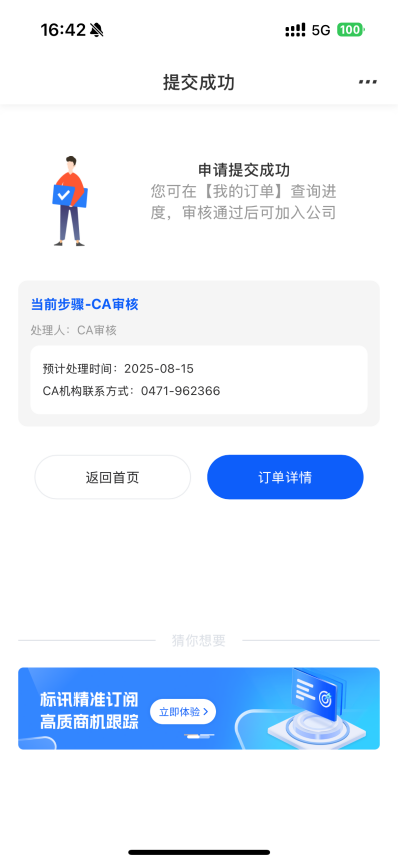 16:42
5G
100
提交成功
申请提交成功
您可在【我的订单】查询进
度，审核通过后可加入公司
当前步骤-CA审核
处理人：CA审核
预计处理时间：2025-08-15
CA机构联系方式：0471-962366
返回首页
订单详情
猜你想要
标讯精准订阅
高质商机跟踪
立即体验 >